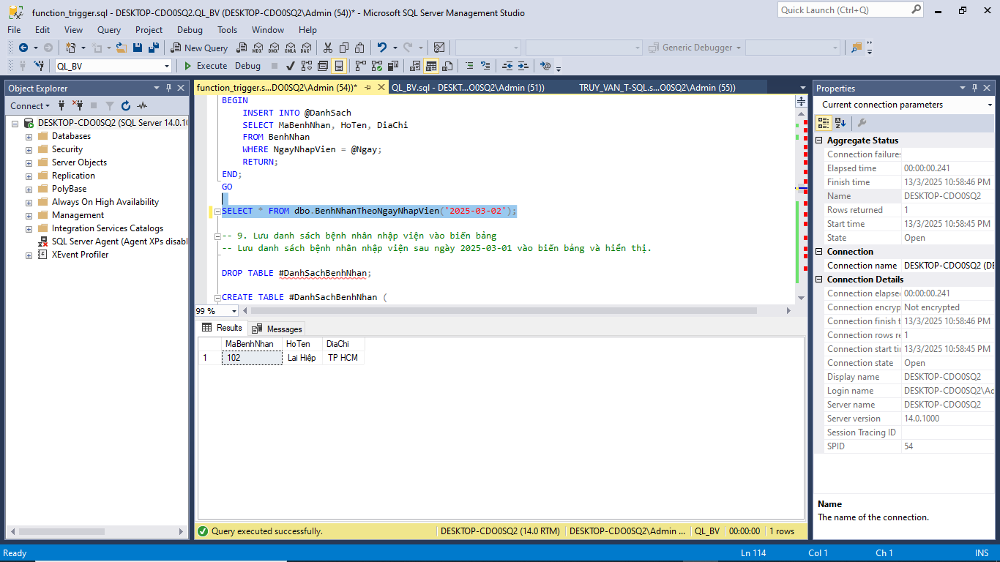 function_trigger.sql - DESKTOP-CDO0SQ2.QL_BV (DESKTOP-CDO0SQ2\Admin (54))* - Microsoft SQL Server Management Studio
Quick Launch (Ctrl+Q)
File Edit View Query Project Debug Tools Window Help
New Query
MDX DMX XMLA DAX
Generic Debugger
QL_BV
Execute Debug
Object Explorer
Connect
DESKTOP-CDO0SQ2 (SQL Server 14.0.10
Databases
Security
Server Objects
Replication
PolyBase
Always On High Availability
Management
Integration Services Catalogs
SQL Server Agent (Agent XPs disabl
XEvent Profiler
function_trigger.s...DO0SQ2\Admin (54))*
QL_BV.sql - DESKT...O0SQ2\Admin (51))
TRUY_VAN_T-SQL.s...O0SQ2\Admin (55))
BEGIN
INSERT INTO @DanhSach
SELECT MaBenhNhan, HoTen, DiaChi
FROM BenhNhan
WHERE NgayNhapVien = @Ngay;
RETURN;
END;
GO
SELECT * FROM dbo.BenhNhanTheoNgayNhapVien('2025-03-02');
-- 9. Lưu danh sách bệnh nhân nhập viện vào biến bảng
-- Lưu danh sách bệnh nhân nhập viện sau ngày 2025-03-01 vào biến bảng và hiển thị.
DROP TABLE #DanhSachBenhNhan;
CREATE TABLE #DanhSachBenhNhan (
99 %
Results Messages
MaBenhNhan HoTen DiaChi
1 102 Lai Hiệp TP HCM
Query executed successfully.
DESKTOP-CDO0SQ2 (14.0 RTM) DESKTOP-CDO0SQ2\Admin ... QL_BV 00:00:00 1 rows
Properties
Current connection parameters
Aggregate Status
Connection failures
Elapsed time 00:00:00.241
Finish time 13/3/2025 10:58:46 PM
Name DESKTOP-CDO0SQ2
Rows returned 1
Start time 13/3/2025 10:58:45 PM
State Open
Connection
Connection name DESKTOP-CDO0SQ2 (DE
Connection Details
Connection elapse 00:00:00.241
Connection encryp Not encrypted
Connection finish t 13/3/2025 10:58:46 PM
Connection rows re 1
Connection start ti 13/3/2025 10:58:45 PM
Connection state Open
Display name DESKTOP-CDO0SQ2
Login name DESKTOP-CDO0SQ2\Ad
Server name DESKTOP-CDO0SQ2
Server version 14.0.1000
Session Tracing ID
SPID 54
Name
The name of the connection.
Ready
Ln 114 Col 1 Ch 1 INS